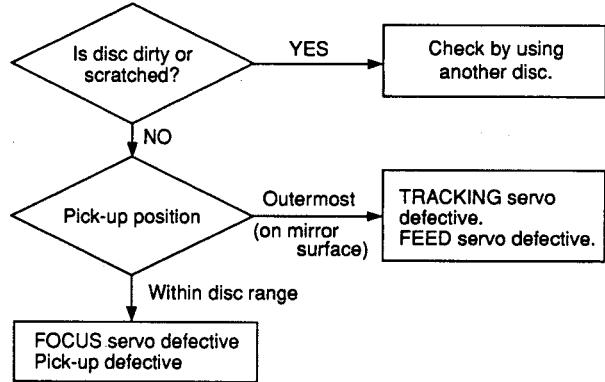 Is disc dirty or
scratched?
YES
Check by using
another disc.
NO
Pick-up position
Outermost
(on mirror
surface)
TRACKING servo
defective.
FEED servo defective.
Within disc range
FOCUS servo defective
Pick-up defective